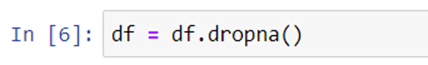 In [6]: df = df.dropna()